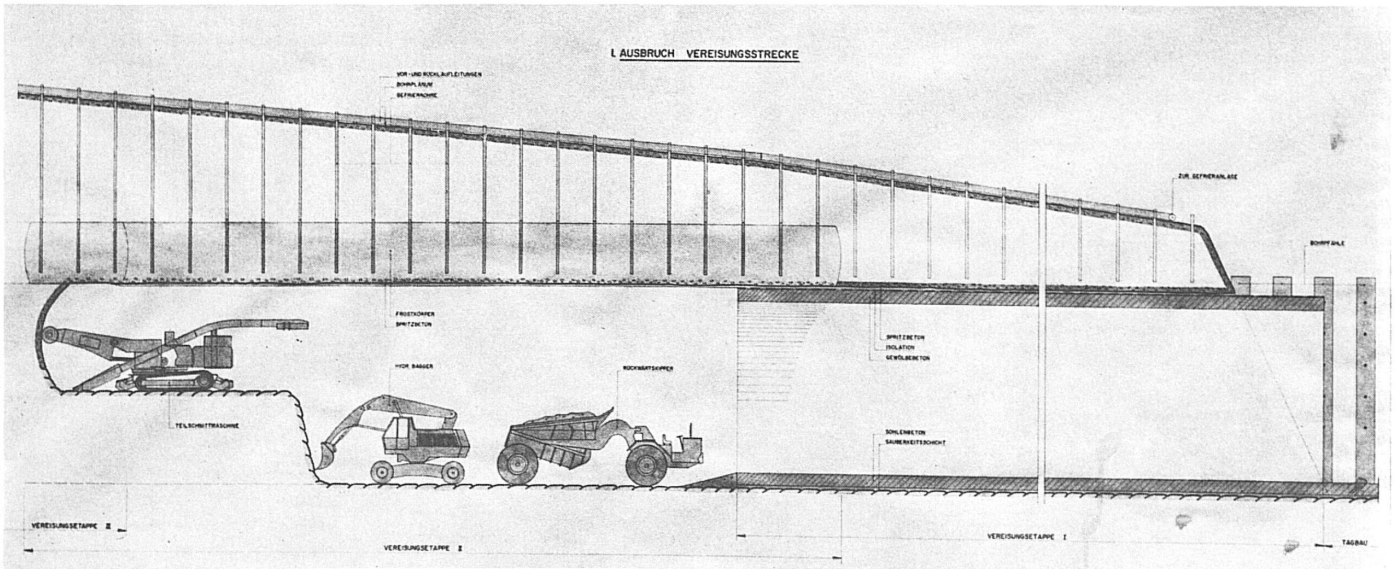 I. AUSBRUCH VEREISUNGSSTRECKE
VOR-UND RÜCKLAUFLEITUNGEN
BOHRPLANUM
GEFRIERROHRE
ZUR GEFRIERANLAGE
BOHRPFÄHLE
FROSTKÖRPER
SPRITZBETON
SPRITZBETON
ISOLATION
GEWÖLBEBETON
HYDR. BAGGER
RÜCKWÄRTSKIPPER
TEILSCHNITTMASCHINE
SOHLENBETON
SAUBERKEITSSCHICHT
VEREISUNGSETAPPE III
VEREISUNGSETAPPE II
VEREISUNGSETAPPE I
TAGBAU